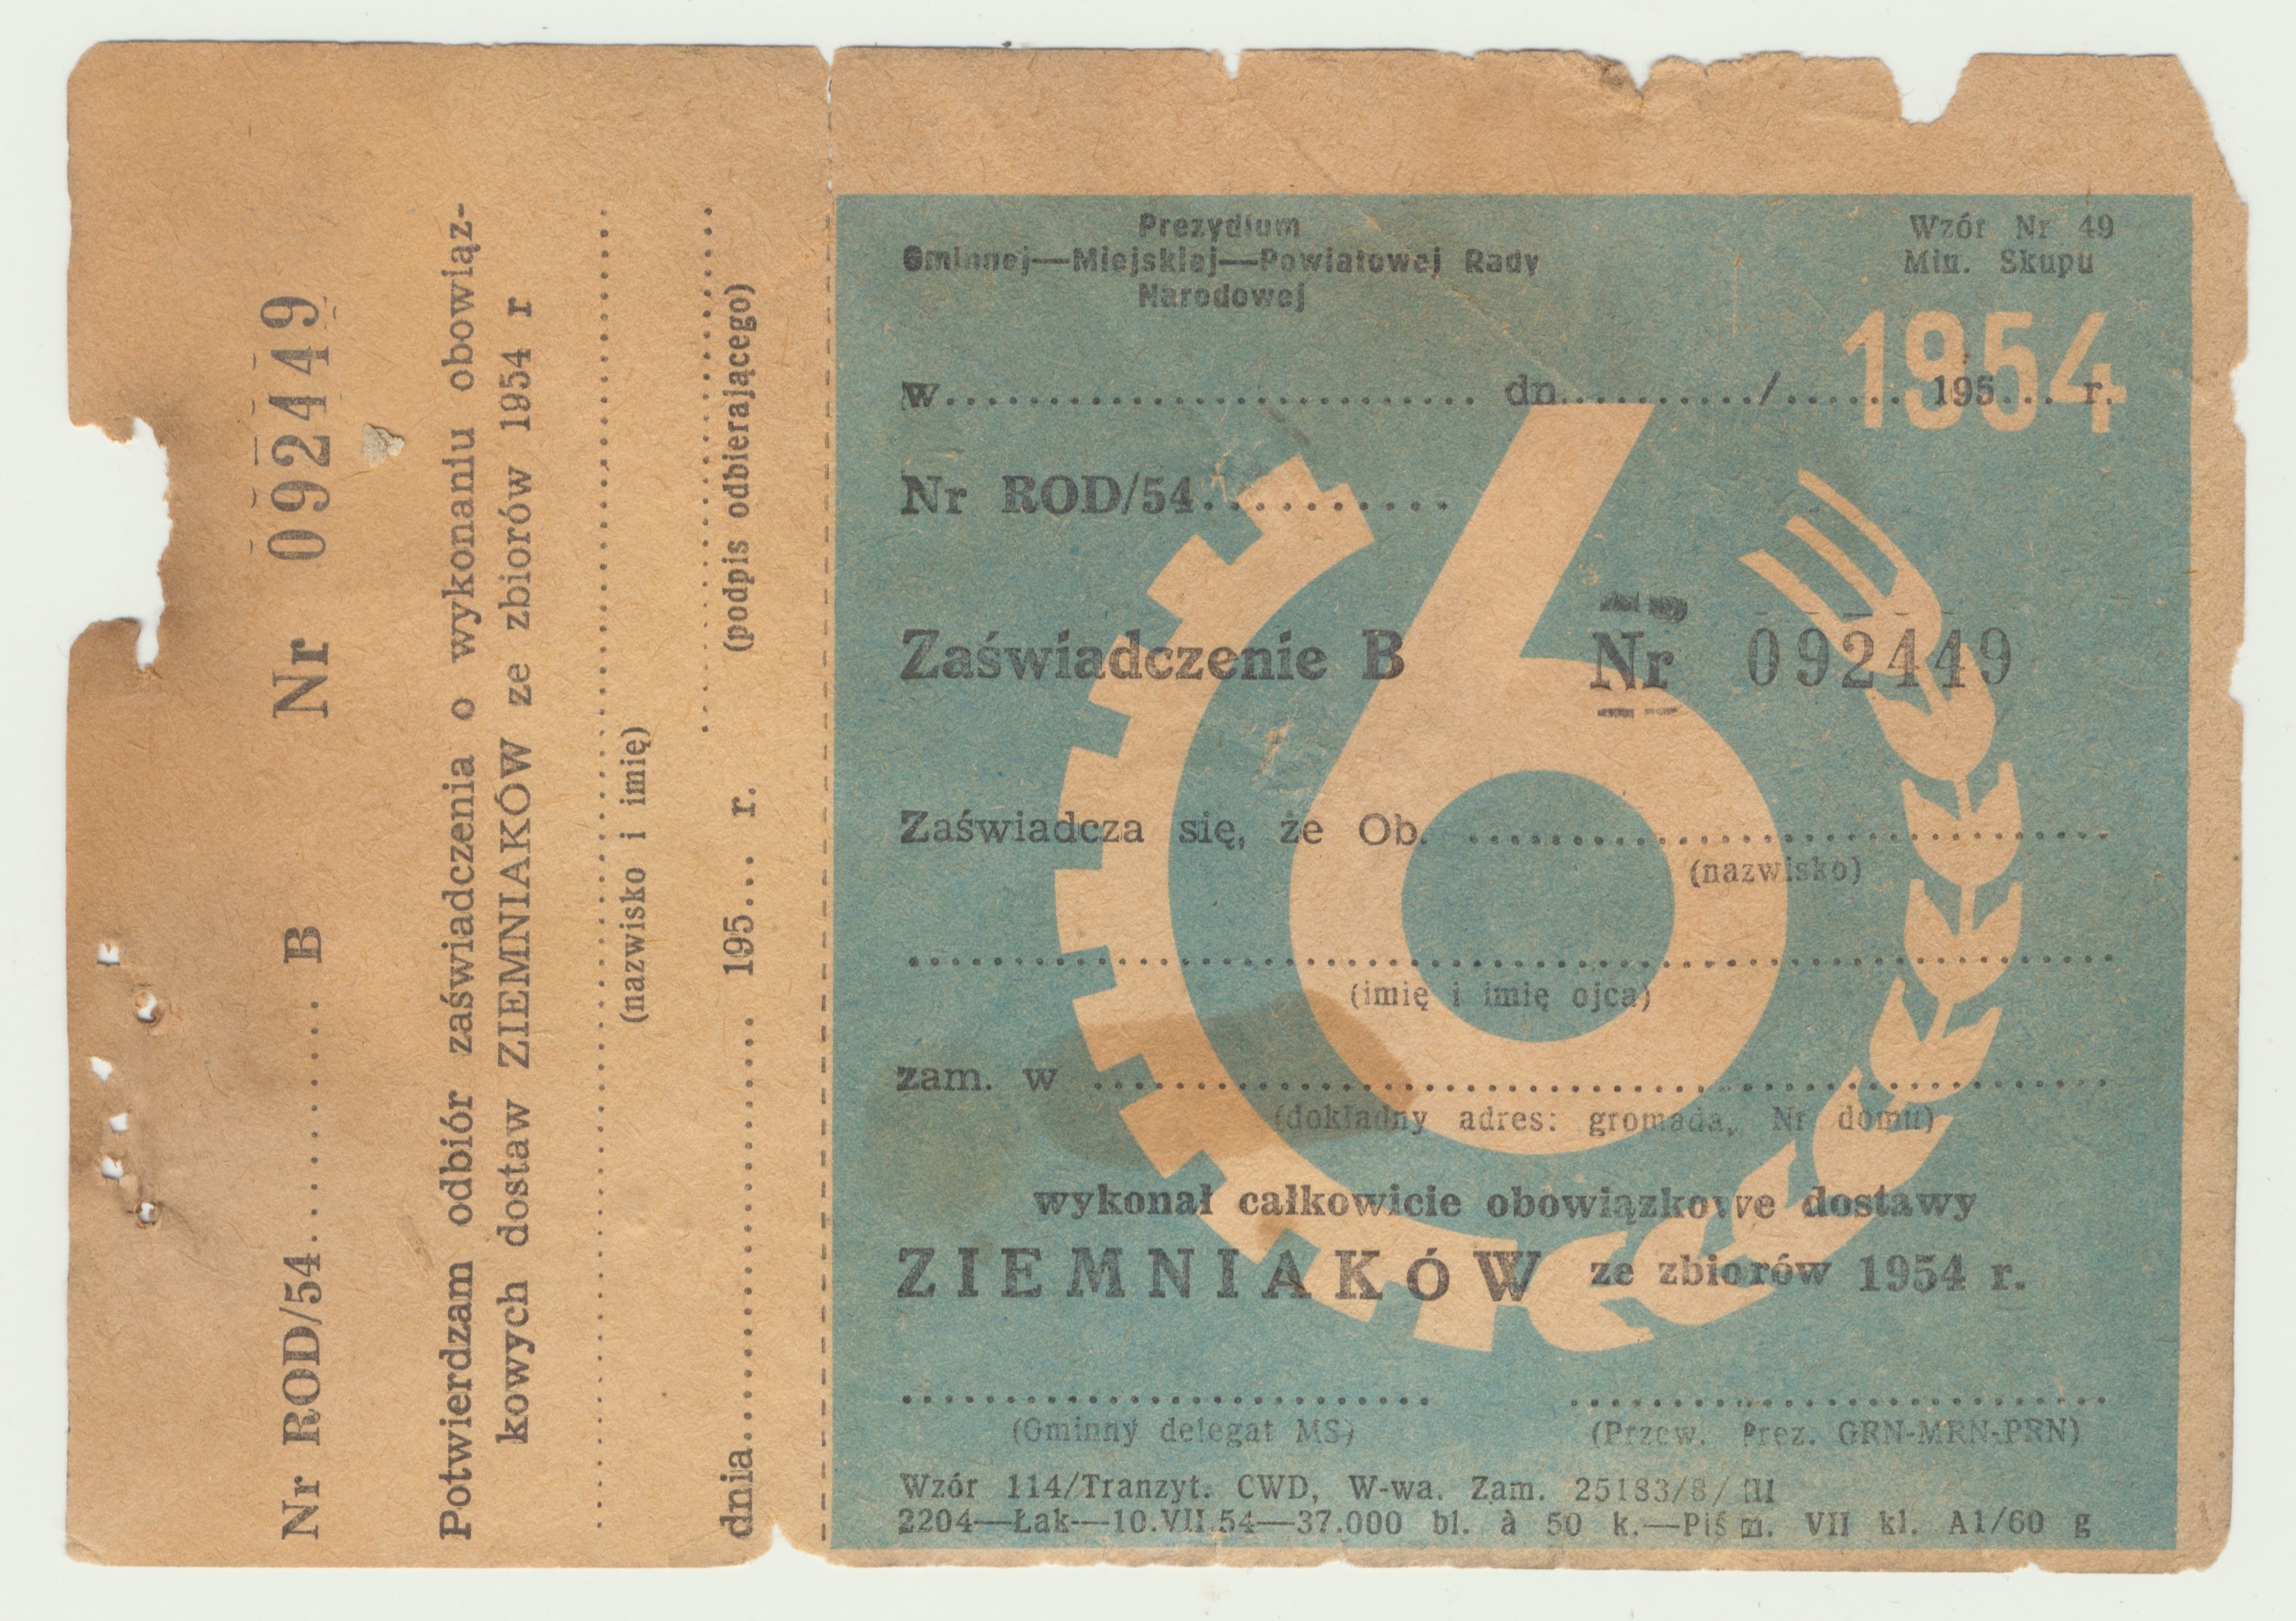 Nr ROD/54.......... B Nr 092449
Potwierdzam odbiór zaświadczenia o wykonaniu obowiąz-
kowych dostaw ZIEMNIAKÓW ze zbiorów 1954 r
(nazwisko i imię)
dnia.................... 195... r.
(podpis odbierającego)
Prezydium
Gminnej—Miejskiej—Powiatowej Rady
Narodowej
Wzór Nr 49
Min. Skupu
1954
w.......................... dn........../...... 195... r.
Nr ROD/54..........
6
Zaświadczenie B Nr 092449
Zaświadcza się, że Ob. ................................
(nazwisko)
(imię i imię ojca)
zam. w ..................................................
(dokładny adres: gromada, Nr domu)
wykonał całkowicie obowiązkowe dostawy
ZIEMNIAKÓW ze zbiorów 1954 r.
(Gminny delegat MS)
(Przew. Prez. GRN-MRN-PRN)
Wzór 114/Tranzyt. CWD, W-wa. Zam. 25183/8/
2204—Łak—10.VII.54—37.000 bl. à 50 k.—Piśm. VII kl. A1/60 g